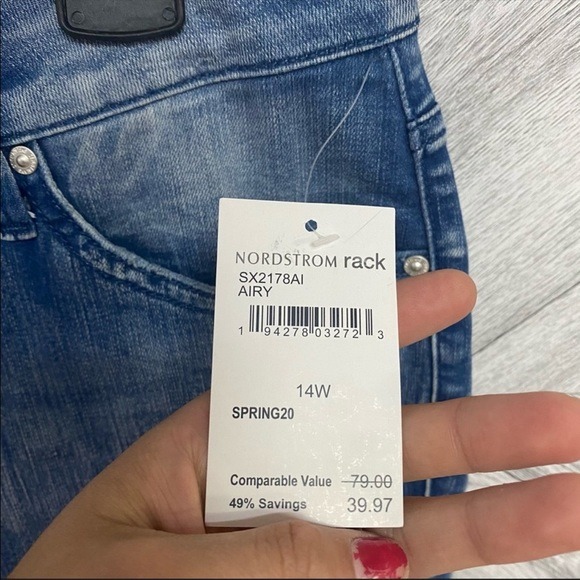 NORDSTROM rack
SX2178AI
AIRY
1 94278 03272 3
14W
SPRING20
Comparable Value 79.00
49% Savings 39.97